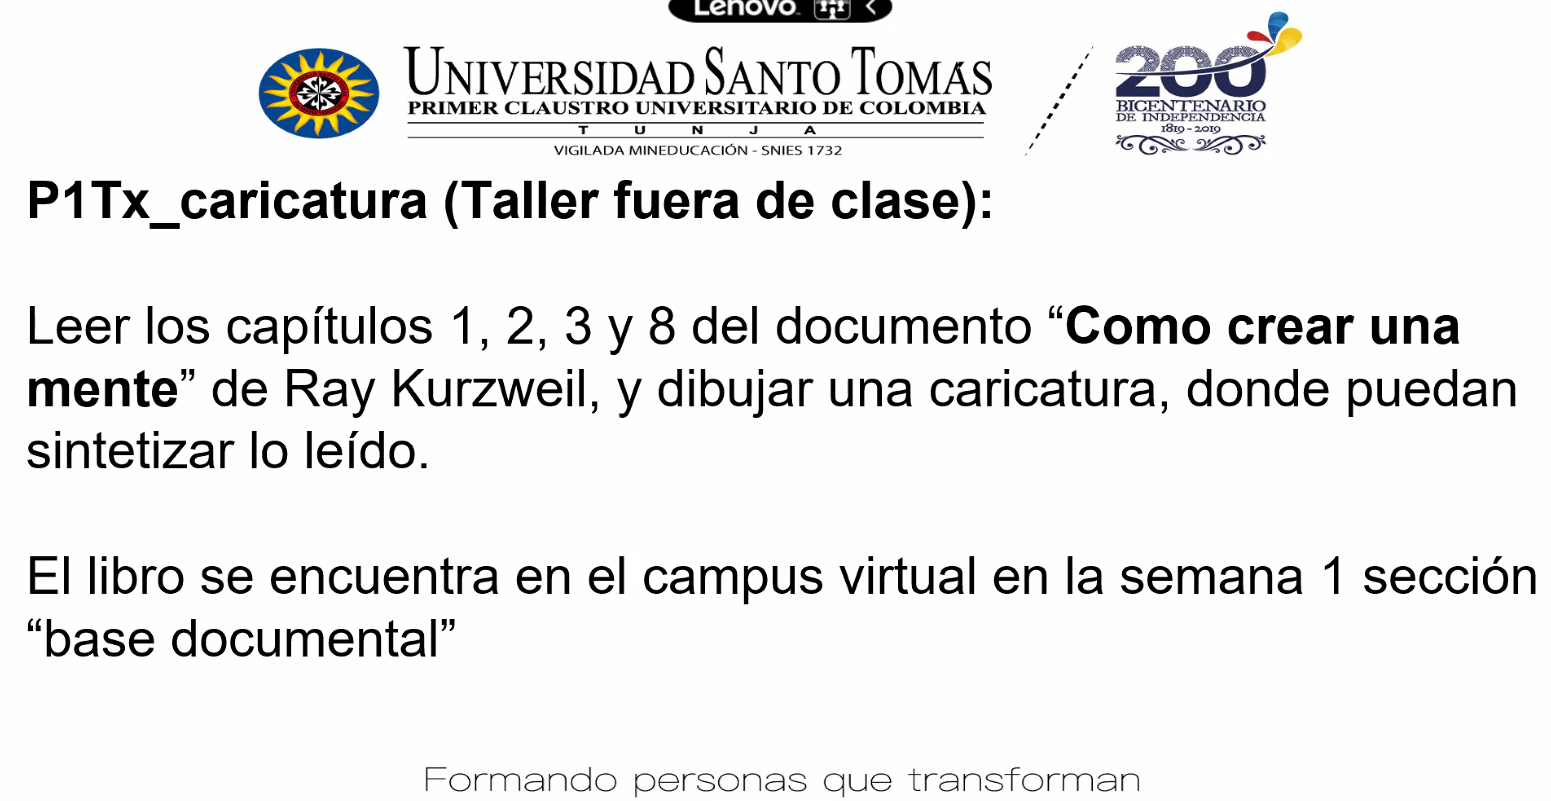 Lenovo
UNIVERSIDAD SANTO TOMÁS
PRIMER CLAUSTRO UNIVERSITARIO DE COLOMBIA
TUNJA
VIGILADA MINEDUCACIÓN - SNIES 1732
200
BICENTENARIO
DE INDEPENDENCIA
1819 - 2019
P1Tx_caricatura (Taller fuera de clase):
Leer los capítulos 1, 2, 3 y 8 del documento “Como crear una
mente” de Ray Kurzweil, y dibujar una caricatura, donde puedan
sintetizar lo leído.
El libro se encuentra en el campus virtual en la semana 1 sección
“base documental”
Formando personas que transforman